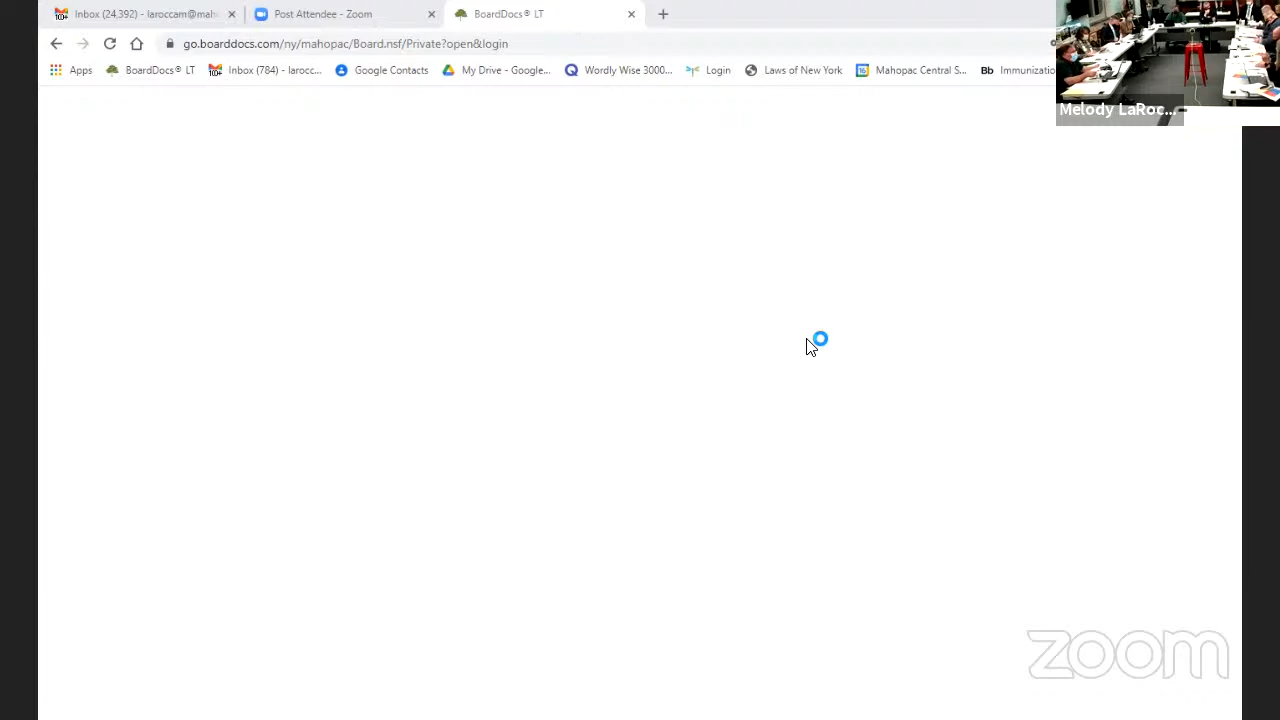 Inbox (24,392) - laroccam@mah
Post Attendee - Zoom
BoardDocs® LT
go.boarddocs.com/ny/mahopac/Board.nsf/Private?open&login
Apps
BoardDocs® LT
Inbox (784) - larocc...
Google Contacts
My Drive - Google...
Wordly Wise 3000...
Login
Laws of New York
16
Mahopac Central S...
Bb
Immunizatio
Melody LaRoc...
zoom